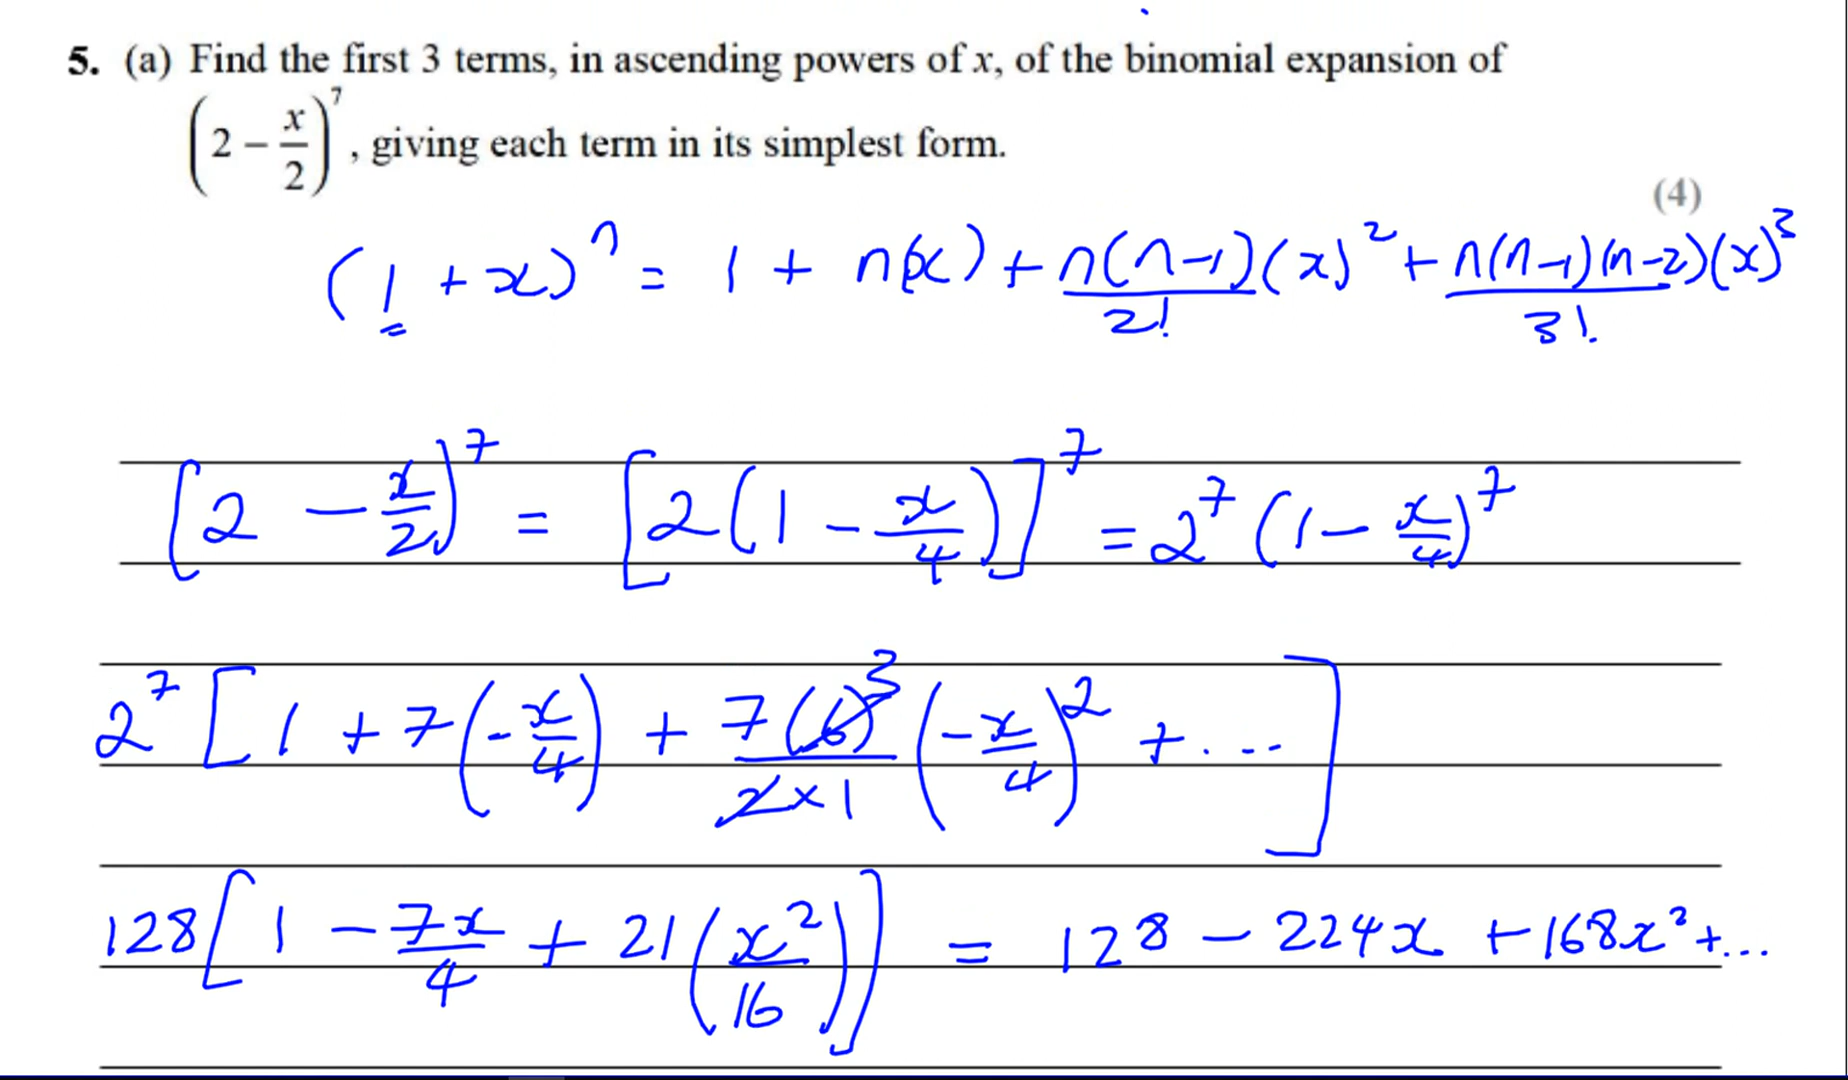 5. (a) Find the first 3 terms, in ascending powers of x, of the binomial expansion of
(2 − x/2)^7, giving each term in its simplest form.
(4)
(1 + x)^n = 1 + n(x) + n(n−1)/2! (x)^2 + n(n−1)(n−2)/3! (x)^3
[2 − x/2)^7 = [2(1 − x/4)]^7 = 2^7 (1 − x/4)^7
2^7 [1 + 7(−x/4) + 7(6)^3/2×1 (−x/4)^2 + ...]
128[1 − 7x/4 + 21(x^2/16)] = 128 − 224x + 168x^2 + ...